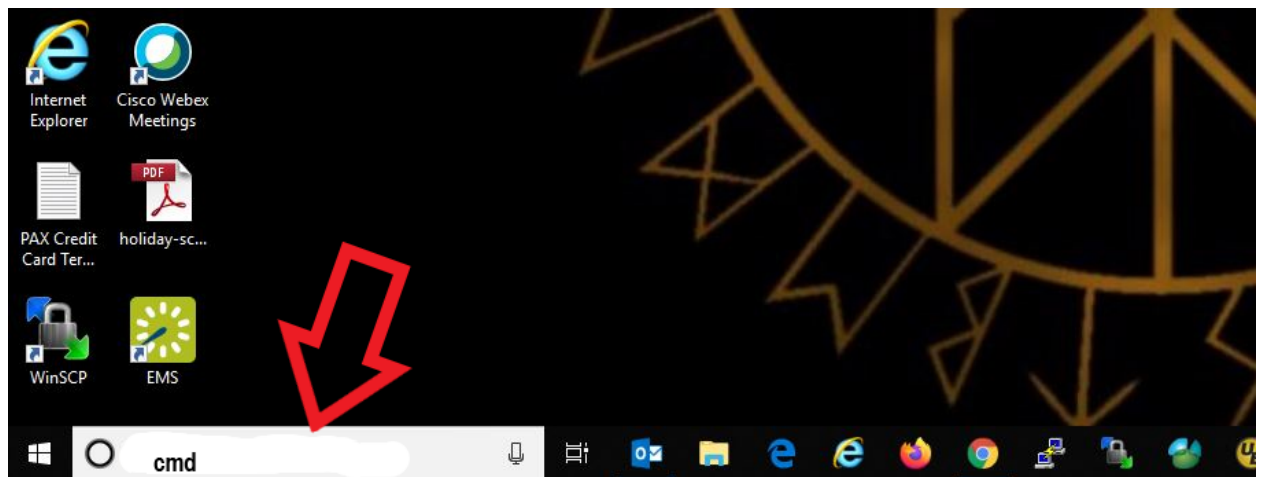 Internet
Explorer
Cisco Webex
Meetings
PAX Credit
Card Ter...
PDF
holiday-sc...
WinSCP
EMS
cmd